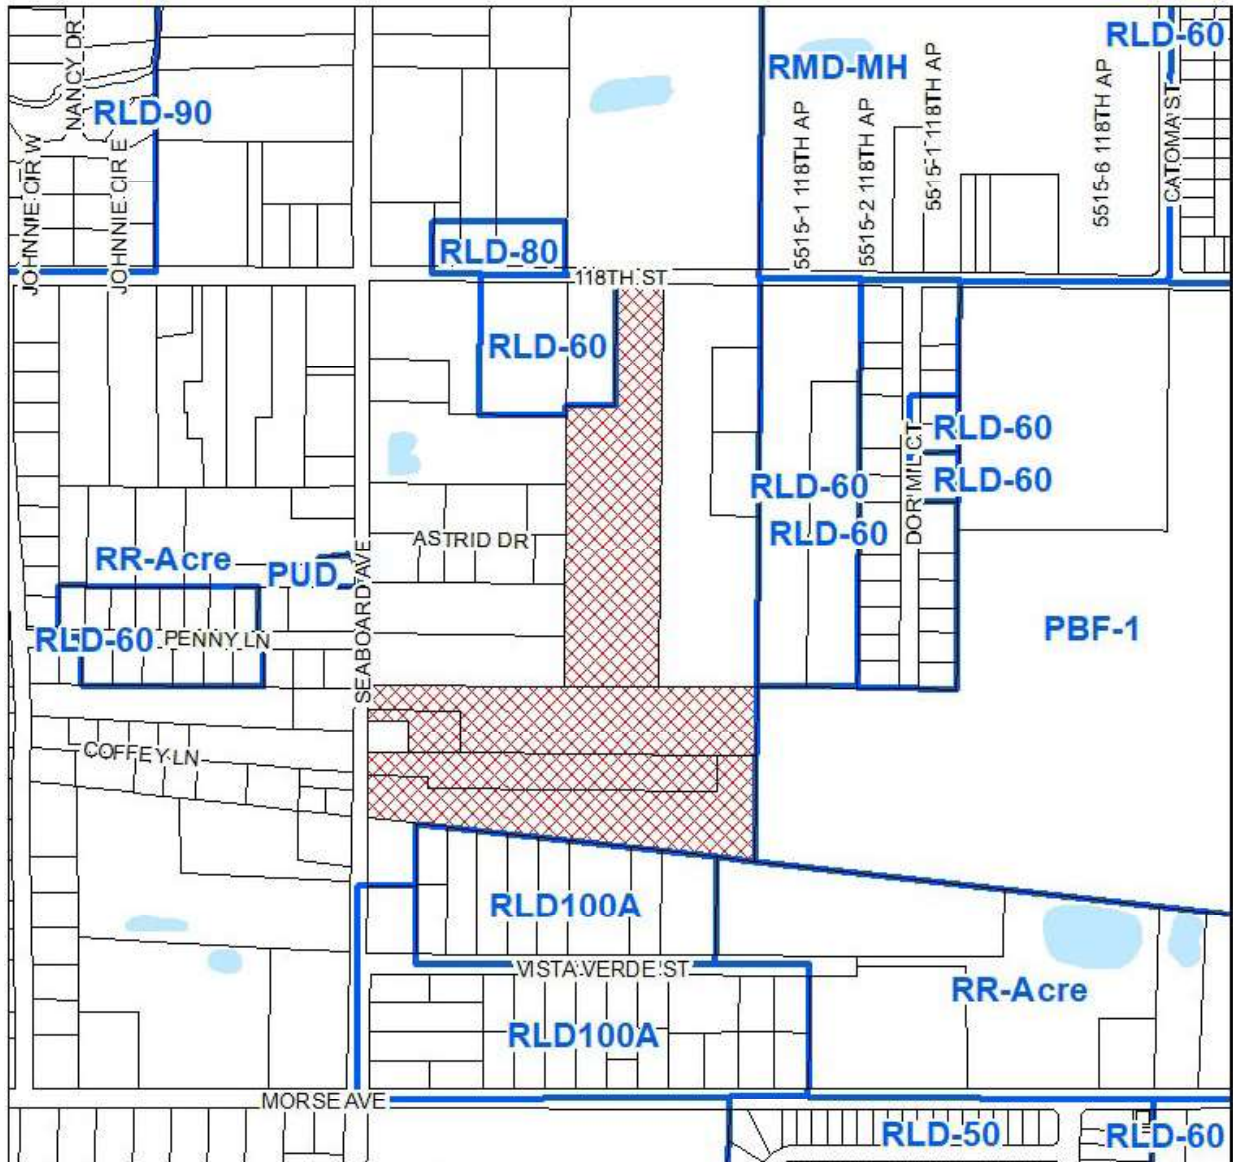 RLD-60
NANCY DR
RMD-MH
RLD-90
JOHNNIE CIR W
JOHNNIE CIR E
5515-1 118TH AP
5515-2 118TH AP
5515-1 118TH AP
5515-6 118TH AP
CATOMA ST
RLD-80
118TH ST
RLD-60
RLD-60
DORMIL CT
RLD-60
RLD-60
RLD-60
ASTRID DR
RR-Acre
PUD
SEABOARD AVE
RLD-60
PENNY LN
PBF-1
COFFEY LN
RLD100A
VISTA VERDE ST
RR-Acre
RLD100A
MORSE AVE
RLD-50
RLD-60